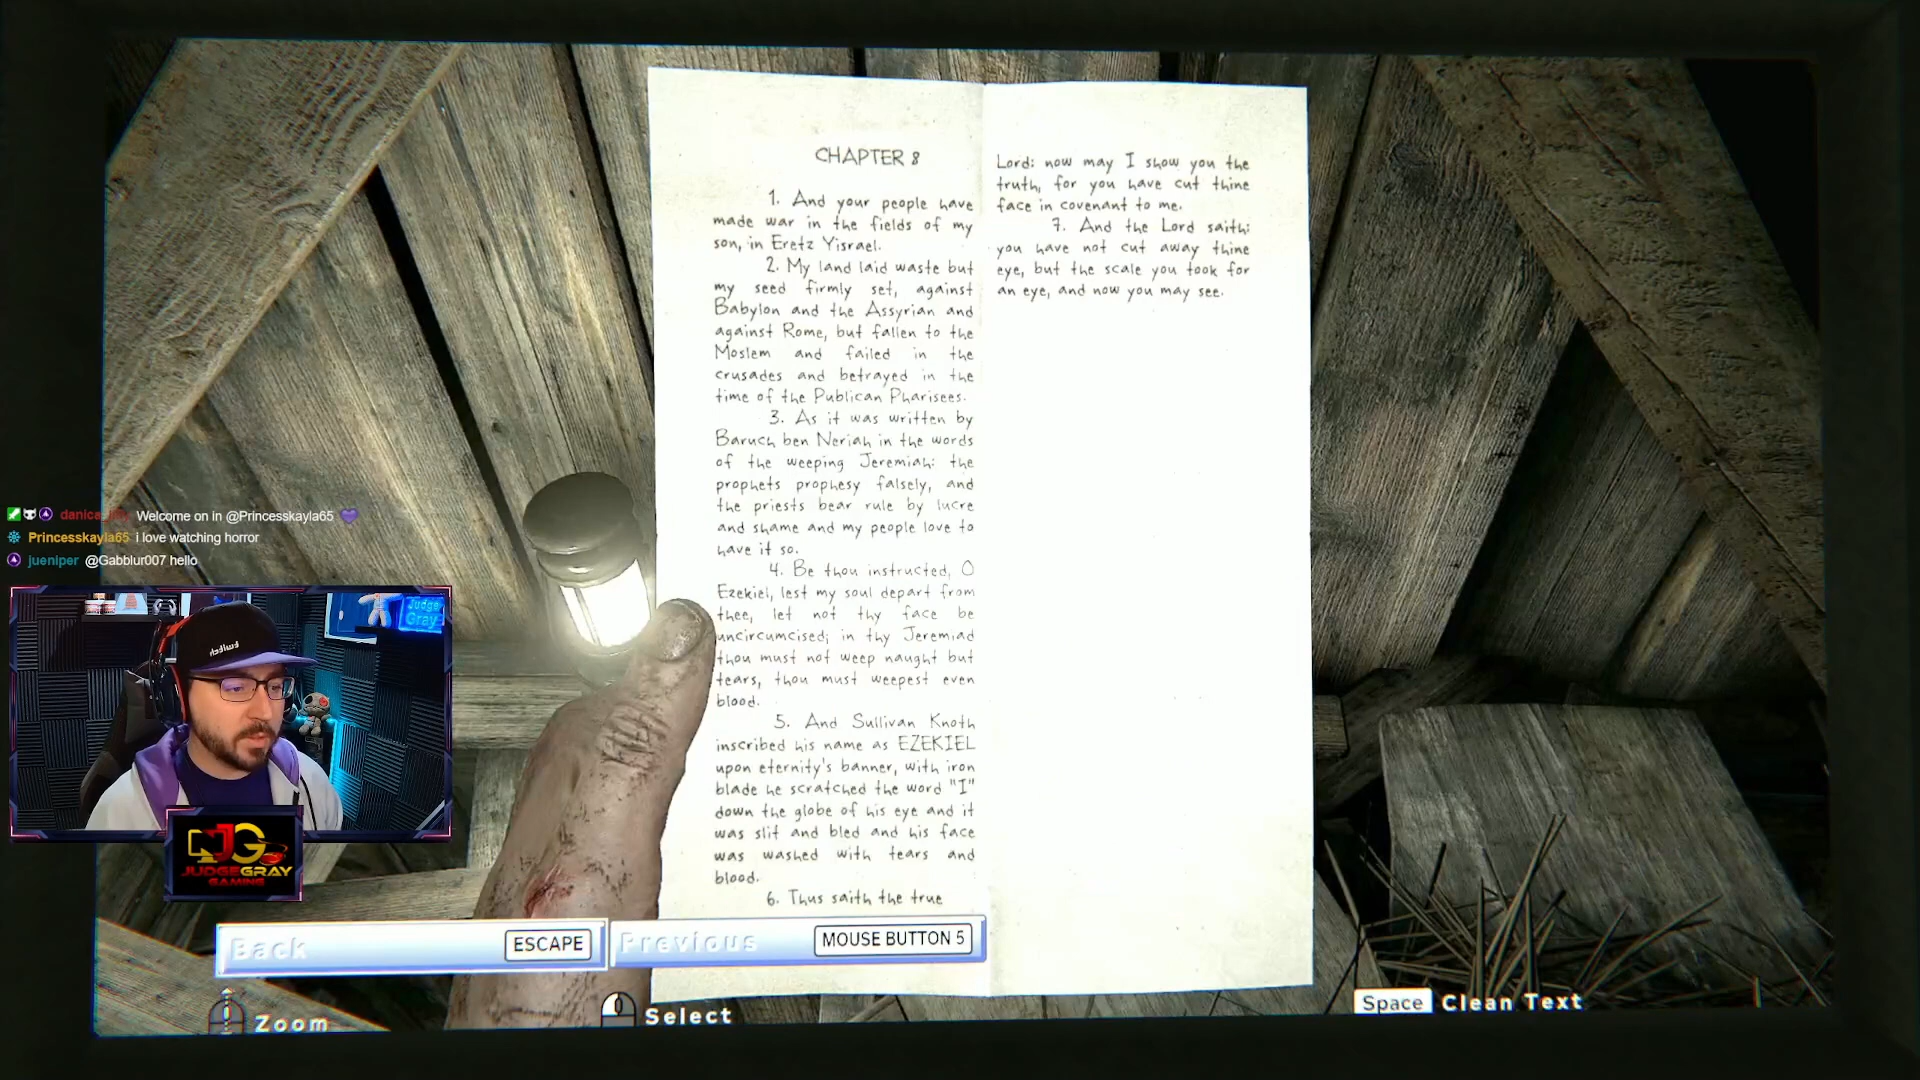 CHAPTER 8
1. And your people have
made war in the fields of my
son, in Eretz Yisrael.
2. My land laid waste but
my seed firmly set, against
Babylon and the Assyrian and
against Rome, but fallen to the
Moslem and failed in the
crusades and betrayed in the
time of the Publican Pharisees.
3. As it was written by
Baruch ben Neriah in the words
of the weeping Jeremiah: the
prophets prophesy falsely, and
the priests bear rule by lucre
and shame and my people love to
have it so.
4. Be thou instructed, O
Ezekiel, lest my soul depart from
thee, let not thy face be
uncircumcised; in thy Jeremiad
thou must not weep naught but
tears, thou must weepest even
blood.
5. And Sullivan Knoth
inscribed his name as EZEKIEL
upon eternity's banner, with iron
blade he scratched the word "I"
down the globe of his eye and it
was slit and bled and his face
was washed with tears and
blood.
6. Thus saith the true
Lord: now may I show you the
truth, for you have cut thine
face in covenant to me.
7. And the Lord saith:
you have not cut away thine
eye, but the scale you took for
an eye, and now you may see.
Welcome on in @Princesskayla65
Princesskayla65 i love watching horror
jueniper @Gabblur007 hello
Judge
Gray
twitch
JG
JUDGEGRAY
GAMING
Back ESCAPE
Previous MOUSE BUTTON 5
Zoom
Select
Space Clean Text